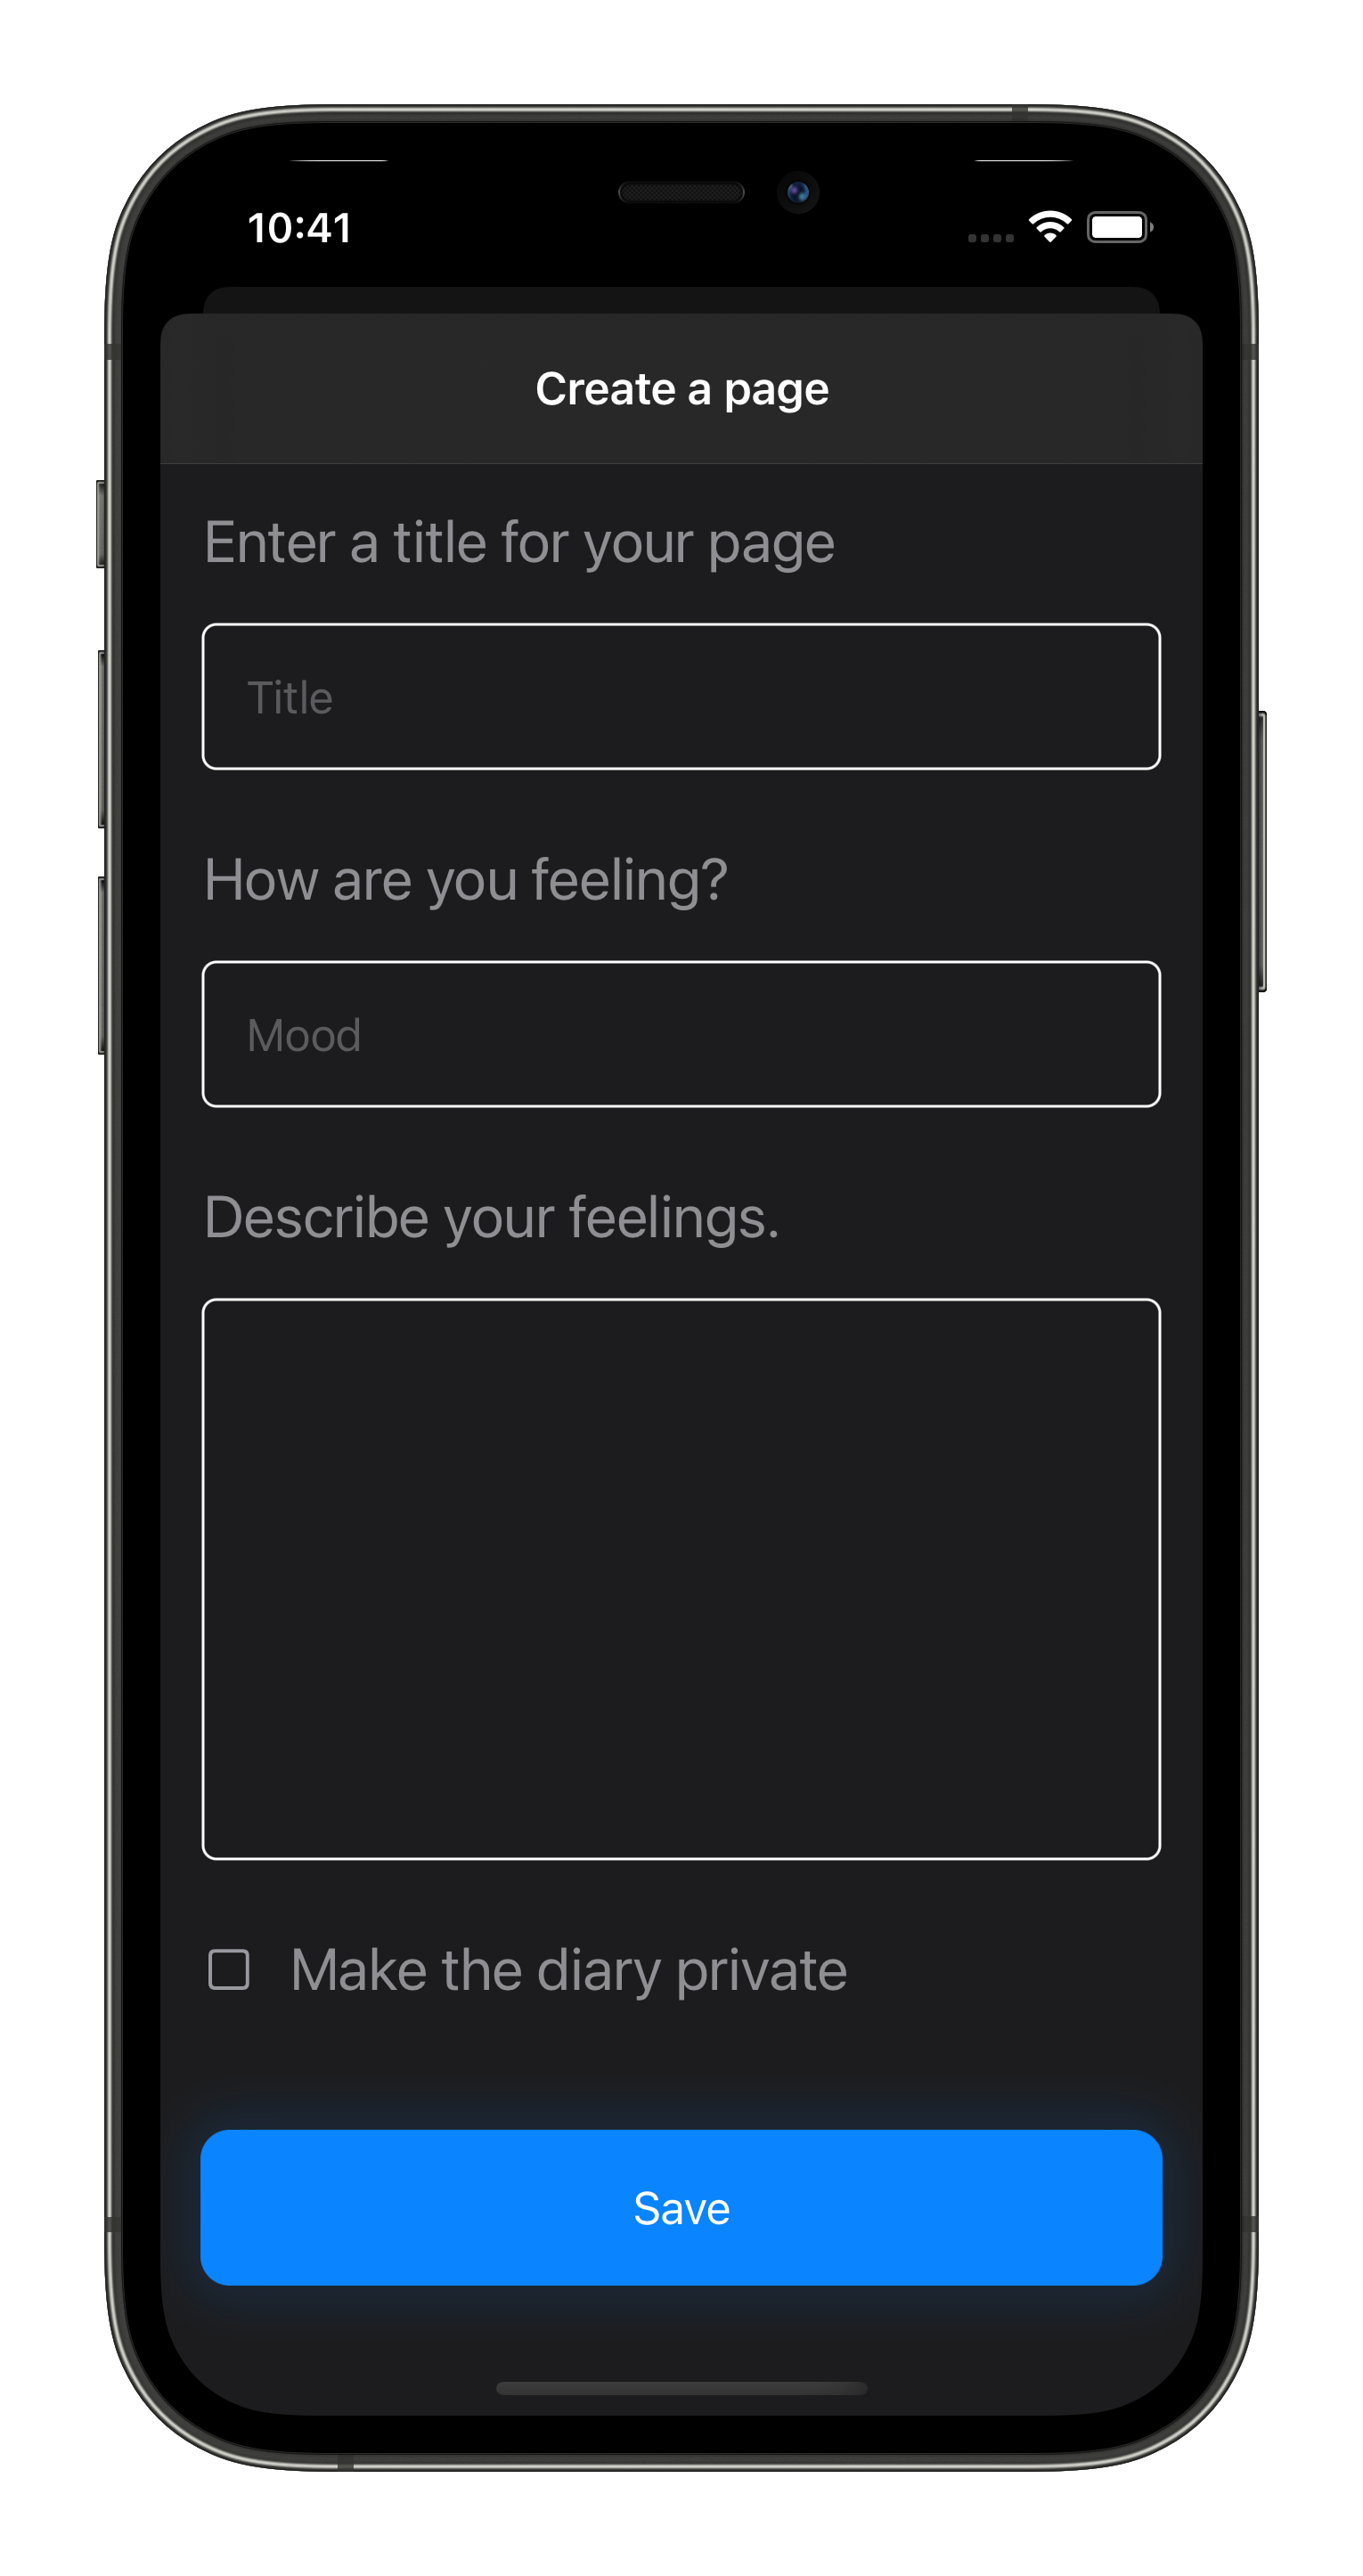 10:41
Create a page
Enter a title for your page
Title
How are you feeling?
Mood
Describe your feelings.
Make the diary private
Save